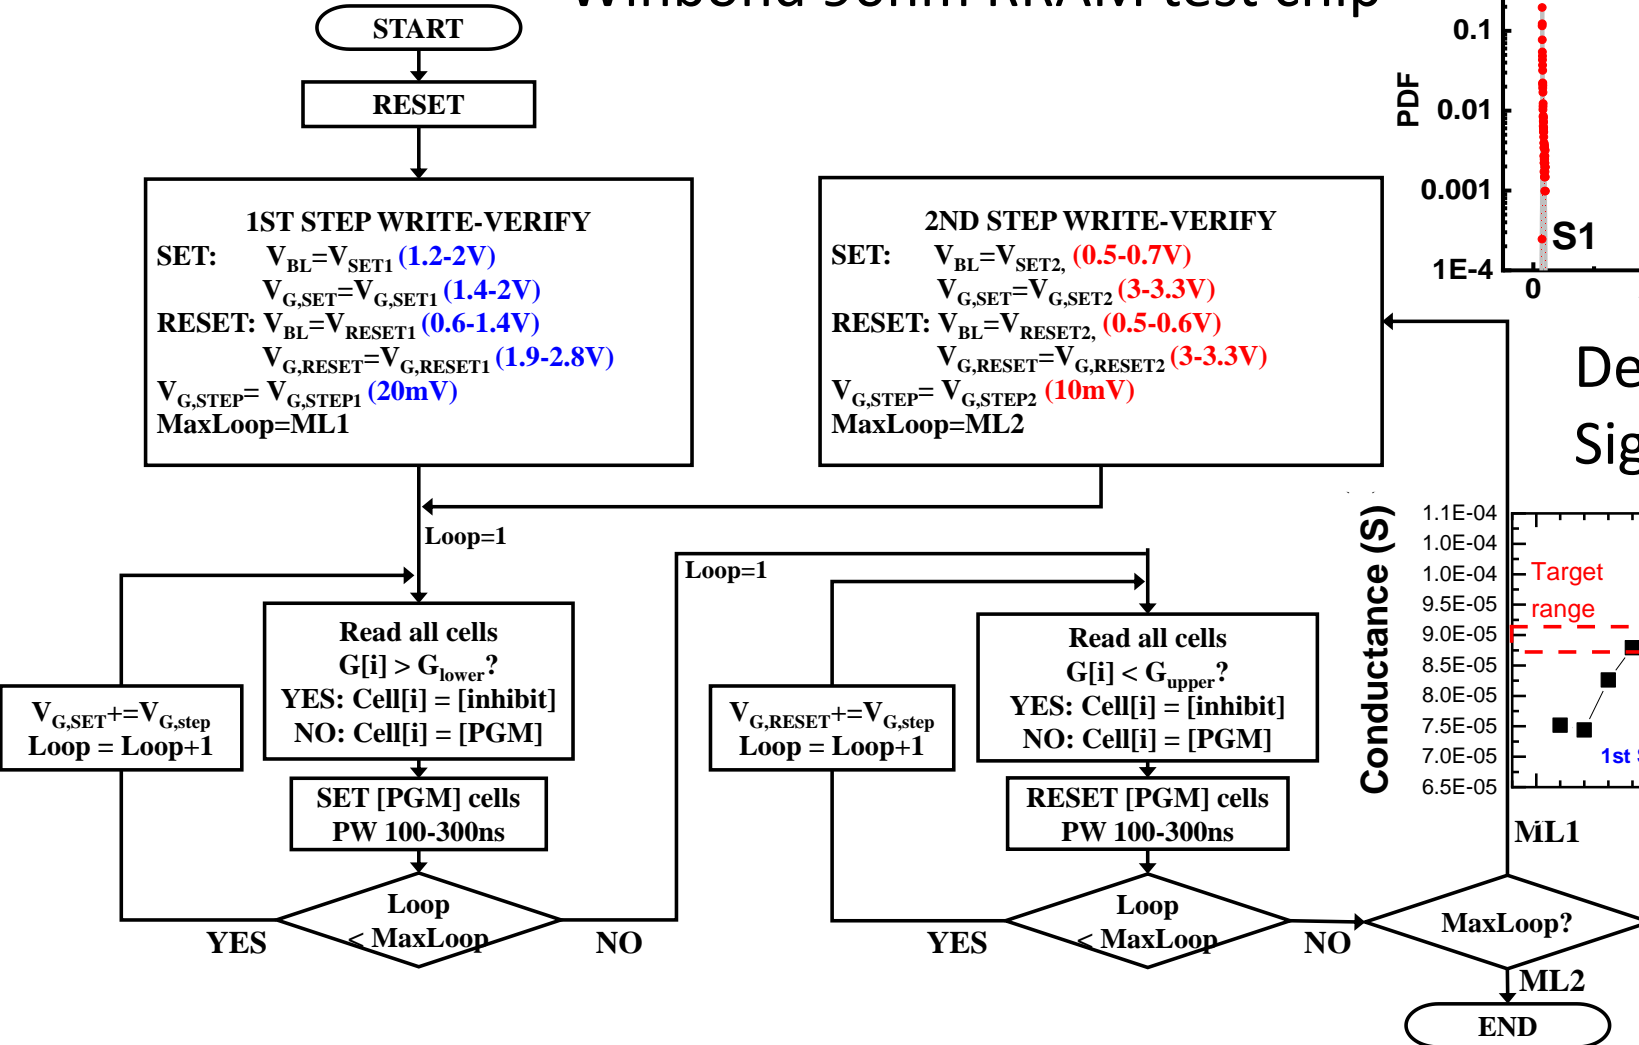 Winbond 90nm RRAM test chip
START
RESET
1ST STEP WRITE-VERIFY
SET: VBL=VSET1 (1.2-2V)
VG,SET=VG,SET1 (1.4-2V)
RESET: VBL=VRESET1 (0.6-1.4V)
VG,RESET=VG,RESET1 (1.9-2.8V)
VG,STEP= VG,STEP1 (20mV)
MaxLoop=ML1
2ND STEP WRITE-VERIFY
SET: VBL=VSET2, (0.5-0.7V)
VG,SET=VG,SET2 (3-3.3V)
RESET: VBL=VRESET2, (0.5-0.6V)
VG,RESET=VG,RESET2 (3-3.3V)
VG,STEP= VG,STEP2 (10mV)
MaxLoop=ML2
Loop=1
Read all cells
G[i] > Glower?
YES: Cell[i] = [inhibit]
NO: Cell[i] = [PGM]
VG,SET+=VG,step
Loop = Loop+1
SET [PGM] cells
PW 100-300ns
Loop
< MaxLoop
YES
NO
Loop=1
Read all cells
G[i] < Gupper?
YES: Cell[i] = [inhibit]
NO: Cell[i] = [PGM]
VG,RESET+=VG,step
Loop = Loop+1
RESET [PGM] cells
PW 100-300ns
Loop
< MaxLoop
YES
NO
MaxLoop?
ML1
ML2
END
PDF
0.1
0.01
0.001
1E-4
S1
0
De
Sig
Conductance (S)
1.1E-04
1.0E-04
1.0E-04
9.5E-05
9.0E-05
8.5E-05
8.0E-05
7.5E-05
7.0E-05
6.5E-05
Target
range
1st